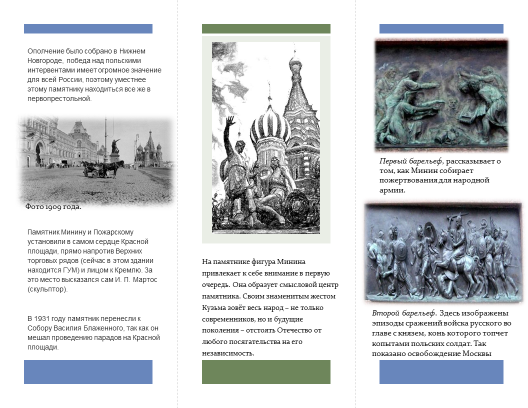 Ополчение было собрано в Нижнем
Новгороде, победа над польскими
интервентами имеет огромное значение
для всей России, поэтому уместнее
этому памятнику находиться все же в
первопрестольной.
Фото 1909 года.
Памятник Минину и Пожарскому
установили в самом сердце Красной
площади, прямо напротив Верхних
торговых рядов (сейчас в этом здании
находится ГУМ) и лицом к Кремлю. За
это место высказался сам И. П. Мартос
(скульптор).
В 1931 году памятник перенесли к
Собору Василия Блаженного, так как он
мешал проведению парадов на Красной
площади.
На памятнике фигура Минина
привлекает к себе внимание в первую
очередь. Она образует смысловой центр
памятника. Своим знаменитым жестом
Кузьма зовёт весь народ – не только
современников, но и будущие
поколения – отстоять Отечество от
любого посягательства на его
независимость.
Первый барельеф, рассказывает о
том, как Минин собирает
пожертвования для народной
армии.
Второй барельеф. Здесь изображены
эпизоды сражений войска русского во
главе с князем, конь которого топчет
копытами польских солдат. Так
показано освобождение Москвы